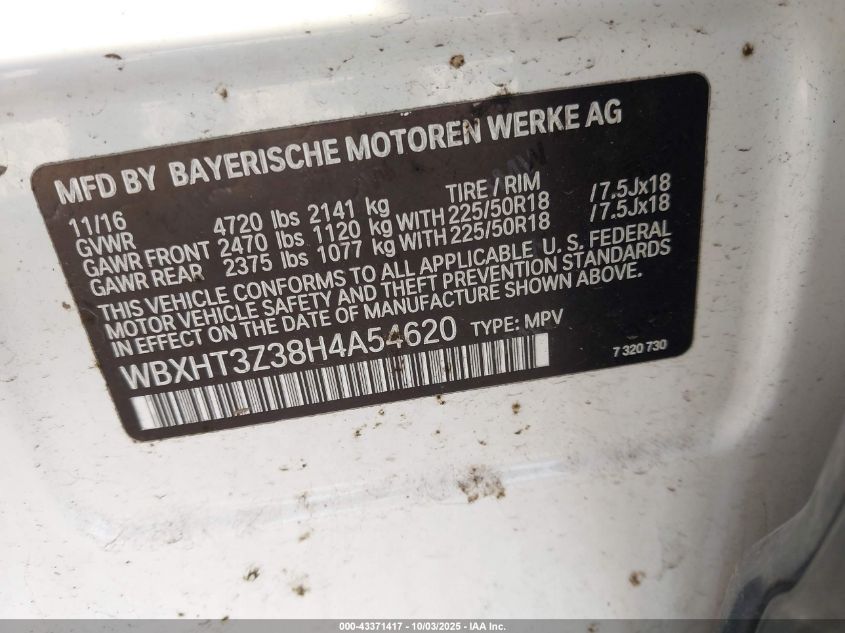 MFD BY BAYERISCHE MOTOREN WERKE AG
11/16 TIRE / RIM
GVWR 4720 lbs 2141 kg
GAWR FRONT 2470 lbs 1120 kg WITH 225/50R18 /7.5Jx18
GAWR REAR 2375 lbs 1077 kg WITH 225/50R18 /7.5Jx18
THIS VEHICLE CONFORMS TO ALL APPLICABLE U. S. FEDERAL
MOTOR VEHICLE SAFETY AND THEFT PREVENTION STANDARDS
IN EFFECT ON THE DATE OF MANUFACTURE SHOWN ABOVE.
WBXHT3Z38H4A54620 TYPE: MPV
7 320 730
000-43371417 - 10/03/2025 - IAA Inc.